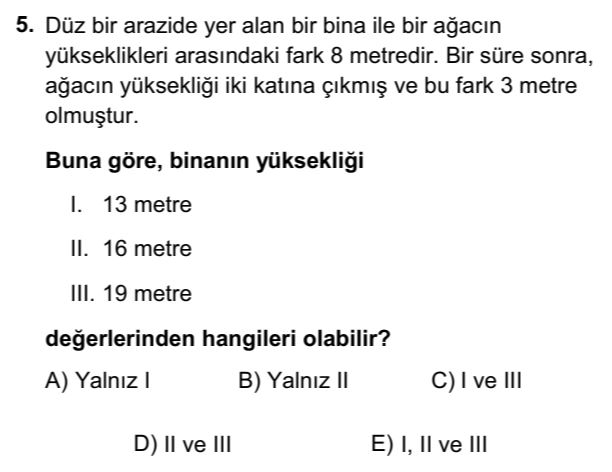 5. Düz bir arazide yer alan bir bina ile bir ağacın
yükseklikleri arasındaki fark 8 metredir. Bir süre sonra,
ağacın yüksekliği iki katına çıkmış ve bu fark 3 metre
olmuştur.
Buna göre, binanın yüksekliği
I. 13 metre
II. 16 metre
III. 19 metre
değerlerinden hangileri olabilir?
A) Yalnız I B) Yalnız II C) I ve III
D) II ve III E) I, II ve III